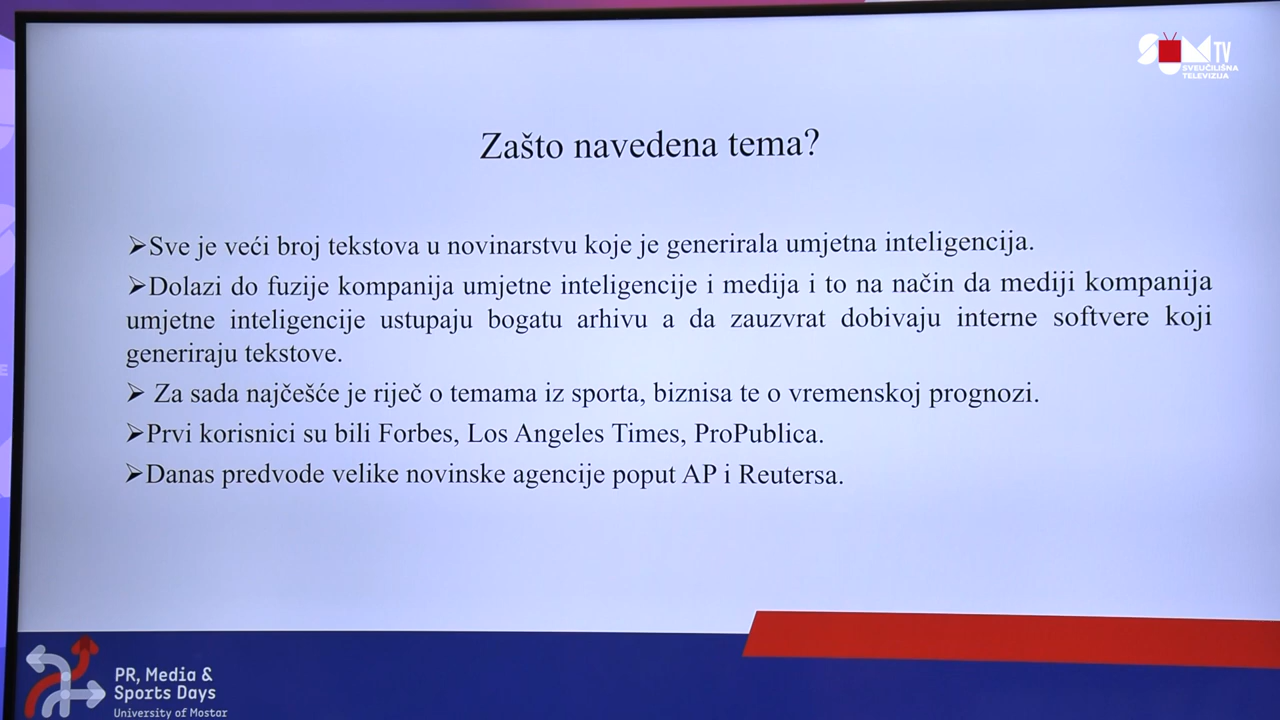 SUM TV
SVEUČILIŠNA
TELEVIZIJA
Zašto navedena tema?
➢Sve je veći broj tekstova u novinarstvu koje je generirala umjetna inteligencija.
➢Dolazi do fuzije kompanija umjetne inteligencije i medija i to na način da mediji kompanija
umjetne inteligencije ustupaju bogatu arhivu a da zauzvrat dobivaju interne softvere koji
generiraju tekstove.
➢ Za sada najčešće je riječ o temama iz sporta, biznisa te o vremenskoj prognozi.
➢Prvi korisnici su bili Forbes, Los Angeles Times, ProPublica.
➢Danas predvode velike novinske agencije poput AP i Reutersa.
PR, Media &
Sports Days
University of Mostar